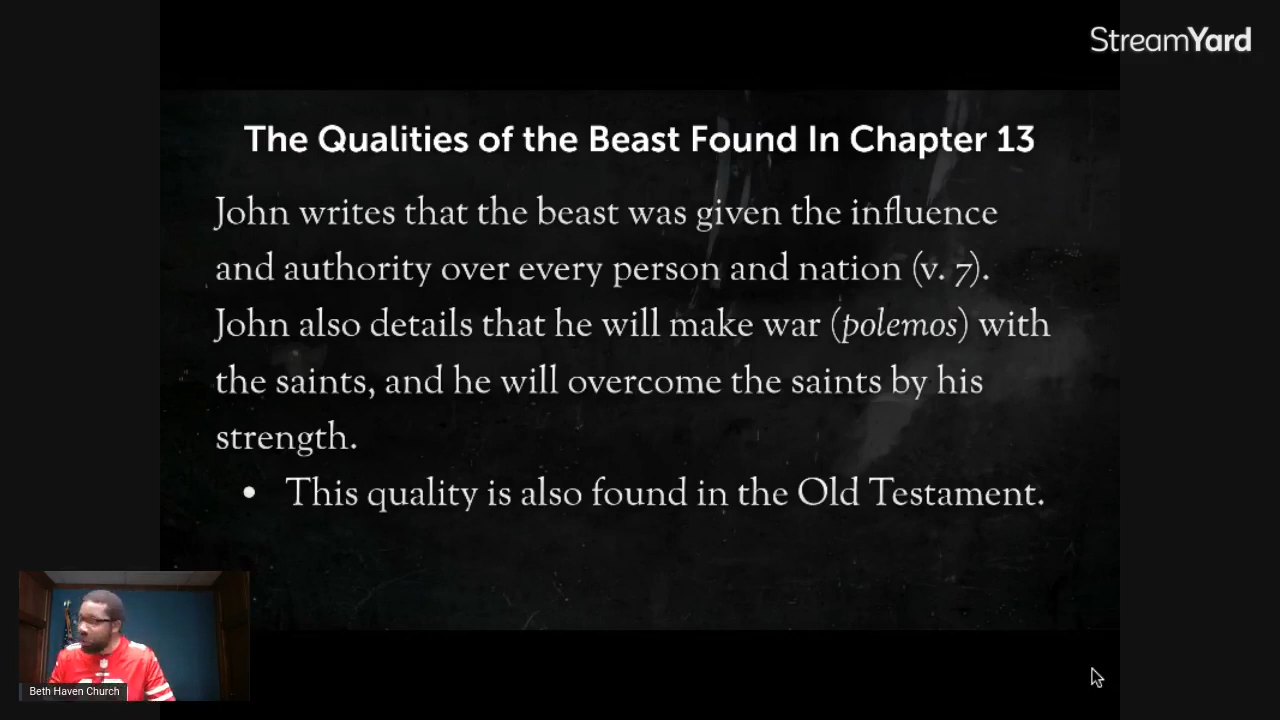 StreamYard
The Qualities of the Beast Found In Chapter 13
John writes that the beast was given the influence
and authority over every person and nation (v. 7).
John also details that he will make war (polemos) with
the saints, and he will overcome the saints by his
strength.
• This quality is also found in the Old Testament.
Beth Haven Church